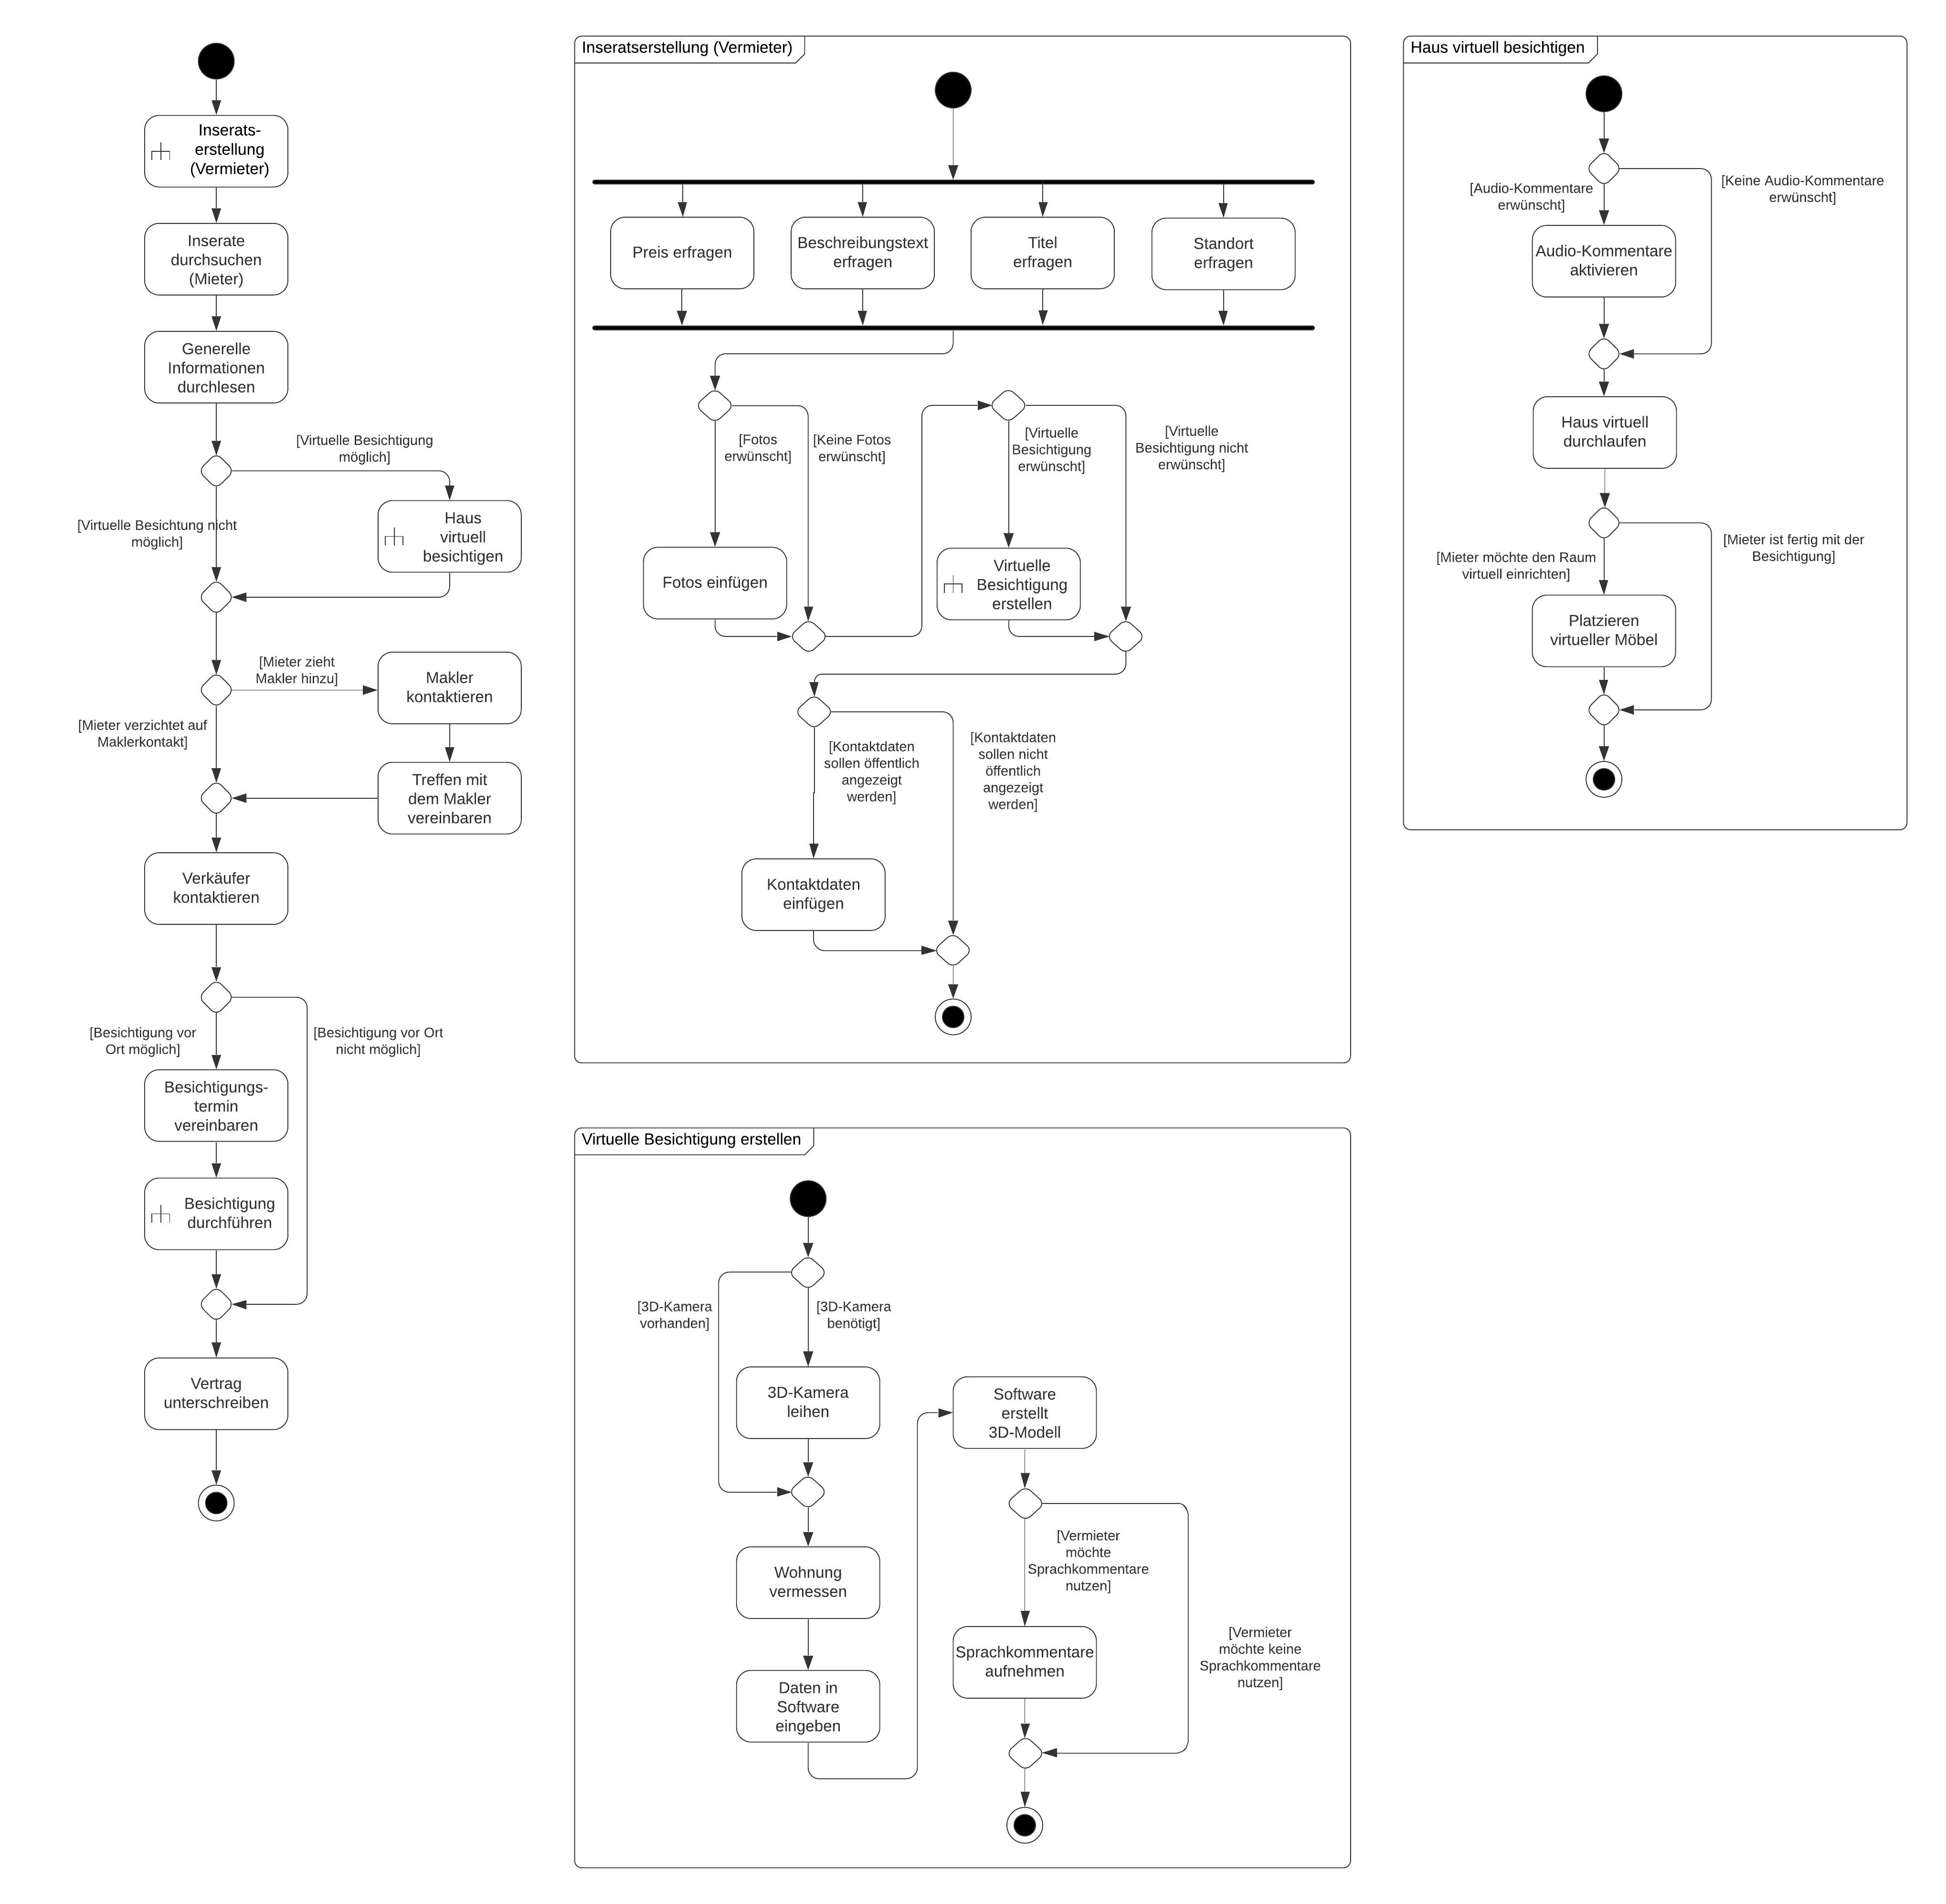 Inserats-
erstellung
(Vermieter)
Inserate
durchsuchen
(Mieter)
Generelle
Informationen
durchlesen
[Virtuelle Besichtigung
möglich]
[Virtuelle Besichtung nicht
möglich]
Haus
virtuell
besichtigen
[Mieter zieht
Makler hinzu]
Makler
kontaktieren
[Mieter verzichtet auf
Maklerkontakt]
Treffen mit
dem Makler
vereinbaren
Verkäufer
kontaktieren
[Besichtigung vor
Ort möglich]
[Besichtigung vor Ort
nicht möglich]
Besichtigungs-
termin
vereinbaren
Besichtigung
durchführen
Vertrag
unterschreiben
Inseratserstellung (Vermieter)
Preis erfragen
Beschreibungstext
erfragen
Titel
erfragen
Standort
erfragen
[Fotos
erwünscht]
[Keine Fotos
erwünscht]
[Virtuelle
Besichtigung
erwünscht]
[Virtuelle
Besichtigung nicht
erwünscht]
Fotos einfügen
Virtuelle
Besichtigung
erstellen
[Kontaktdaten
sollen öffentlich
angezeigt
werden]
[Kontaktdaten
sollen nicht
öffentlich
angezeigt
werden]
Kontaktdaten
einfügen
Virtuelle Besichtigung erstellen
[3D-Kamera
vorhanden]
[3D-Kamera
benötigt]
3D-Kamera
leihen
Wohnung
vermessen
Daten in
Software
eingeben
Software
erstellt
3D-Modell
[Vermieter
möchte
Sprachkommentare
nutzen]
[Vermieter
möchte keine
Sprachkommentare
nutzen]
Sprachkommentare
aufnehmen
Haus virtuell besichtigen
[Audio-Kommentare
erwünscht]
[Keine Audio-Kommentare
erwünscht]
Audio-Kommentare
aktivieren
Haus virtuell
durchlaufen
[Mieter möchte den Raum
virtuell einrichten]
[Mieter ist fertig mit der
Besichtigung]
Platzieren
virtueller Möbel